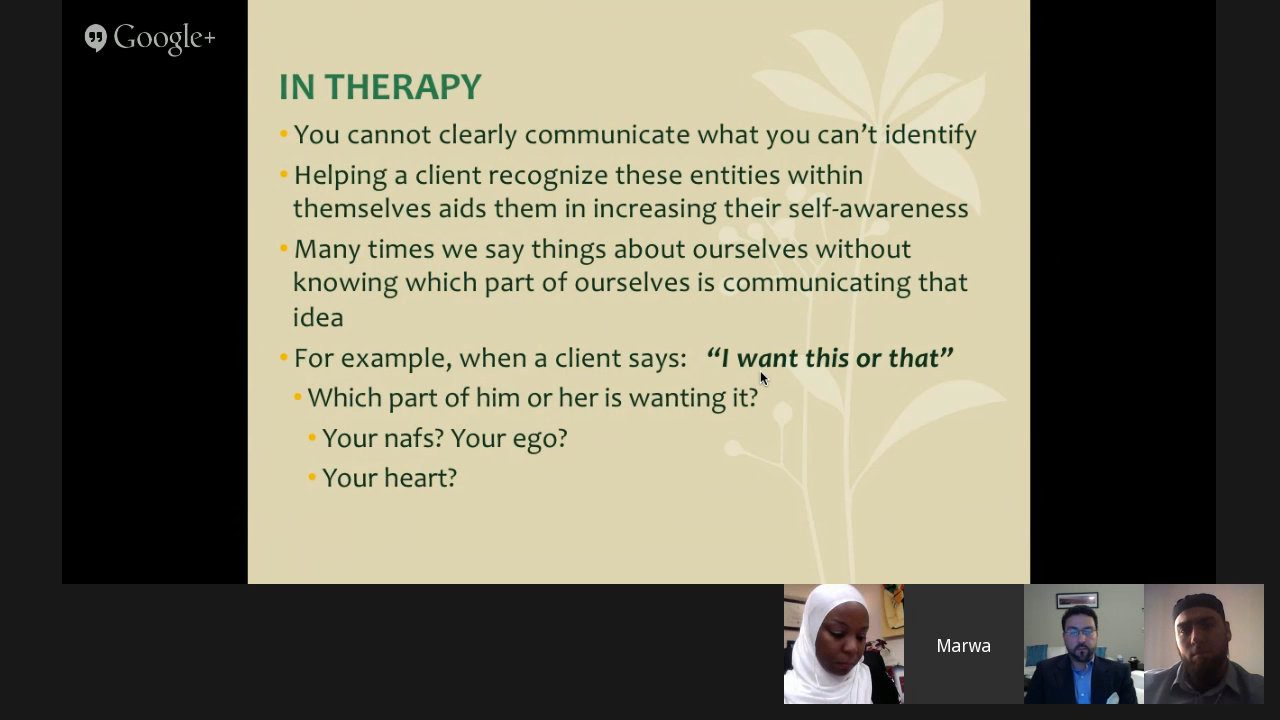 Google+
IN THERAPY
• You cannot clearly communicate what you can’t identify
• Helping a client recognize these entities within
themselves aids them in increasing their self-awareness
• Many times we say things about ourselves without
knowing which part of ourselves is communicating that
idea
• For example, when a client says: “I want this or that”
• Which part of him or her is wanting it?
• Your nafs? Your ego?
• Your heart?
Marwa